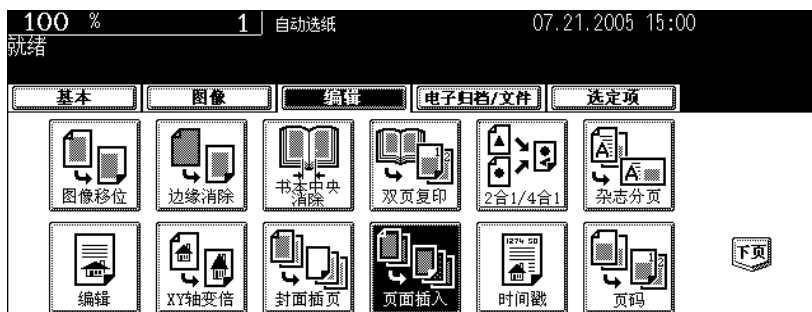 100 % 1 自动选纸 07.21.2005 15:00
就绪
基本 图像 编辑 电子归档/文件 选定项
图像移位 边缘消除 书本中央消除 双页复印 2合1/4合1 杂志分页
编辑 XY轴变倍 封面插页 页面插入 时间戳 页码 下页